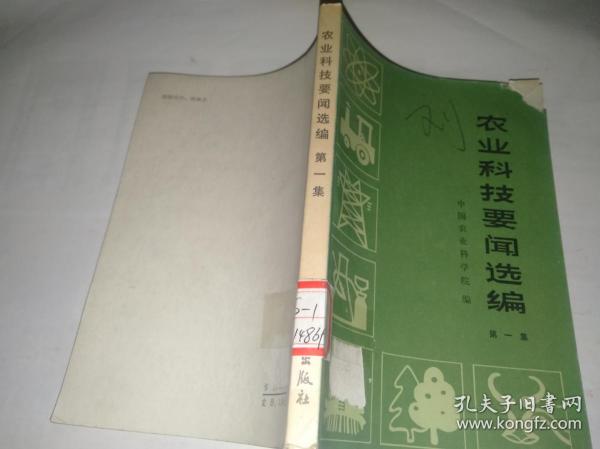 农业科技要闻选编 第一集
S-1
出版社
刘
农业科技要闻选编
中国农业科学院 编
第一集
孔夫子旧书网
www.kongfz.com